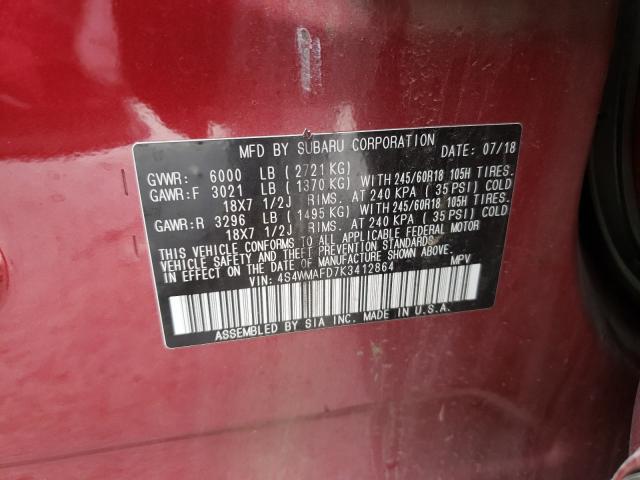 MFD BY SUBARU CORPORATION DATE: 07/18
GVWR: 6000 LB (2721 KG)
GAWR:F 3021 LB (1370 KG) WITH 245/60R18 105H TIRES.
18X7 1/2J RIMS. AT 240 KPA (35 PSI) COLD
GAWR:R 3296 LB (1495 KG) WITH 245/60R18 105H TIRES.
18X7 1/2J RIMS. AT 240 KPA (35 PSI) COLD
THIS VEHICLE CONFORMS TO ALL APPLICABLE FEDERAL MOTOR
VEHICLE SAFETY AND THEFT PREVENTION STANDARDS
IN EFFECT ON THE DATE OF MANUFACTURE SHOWN ABOVE.
VIN: 4S4WMAFD7K3412864 MPV
ASSEMBLED BY SIA INC. MADE IN U.S.A.